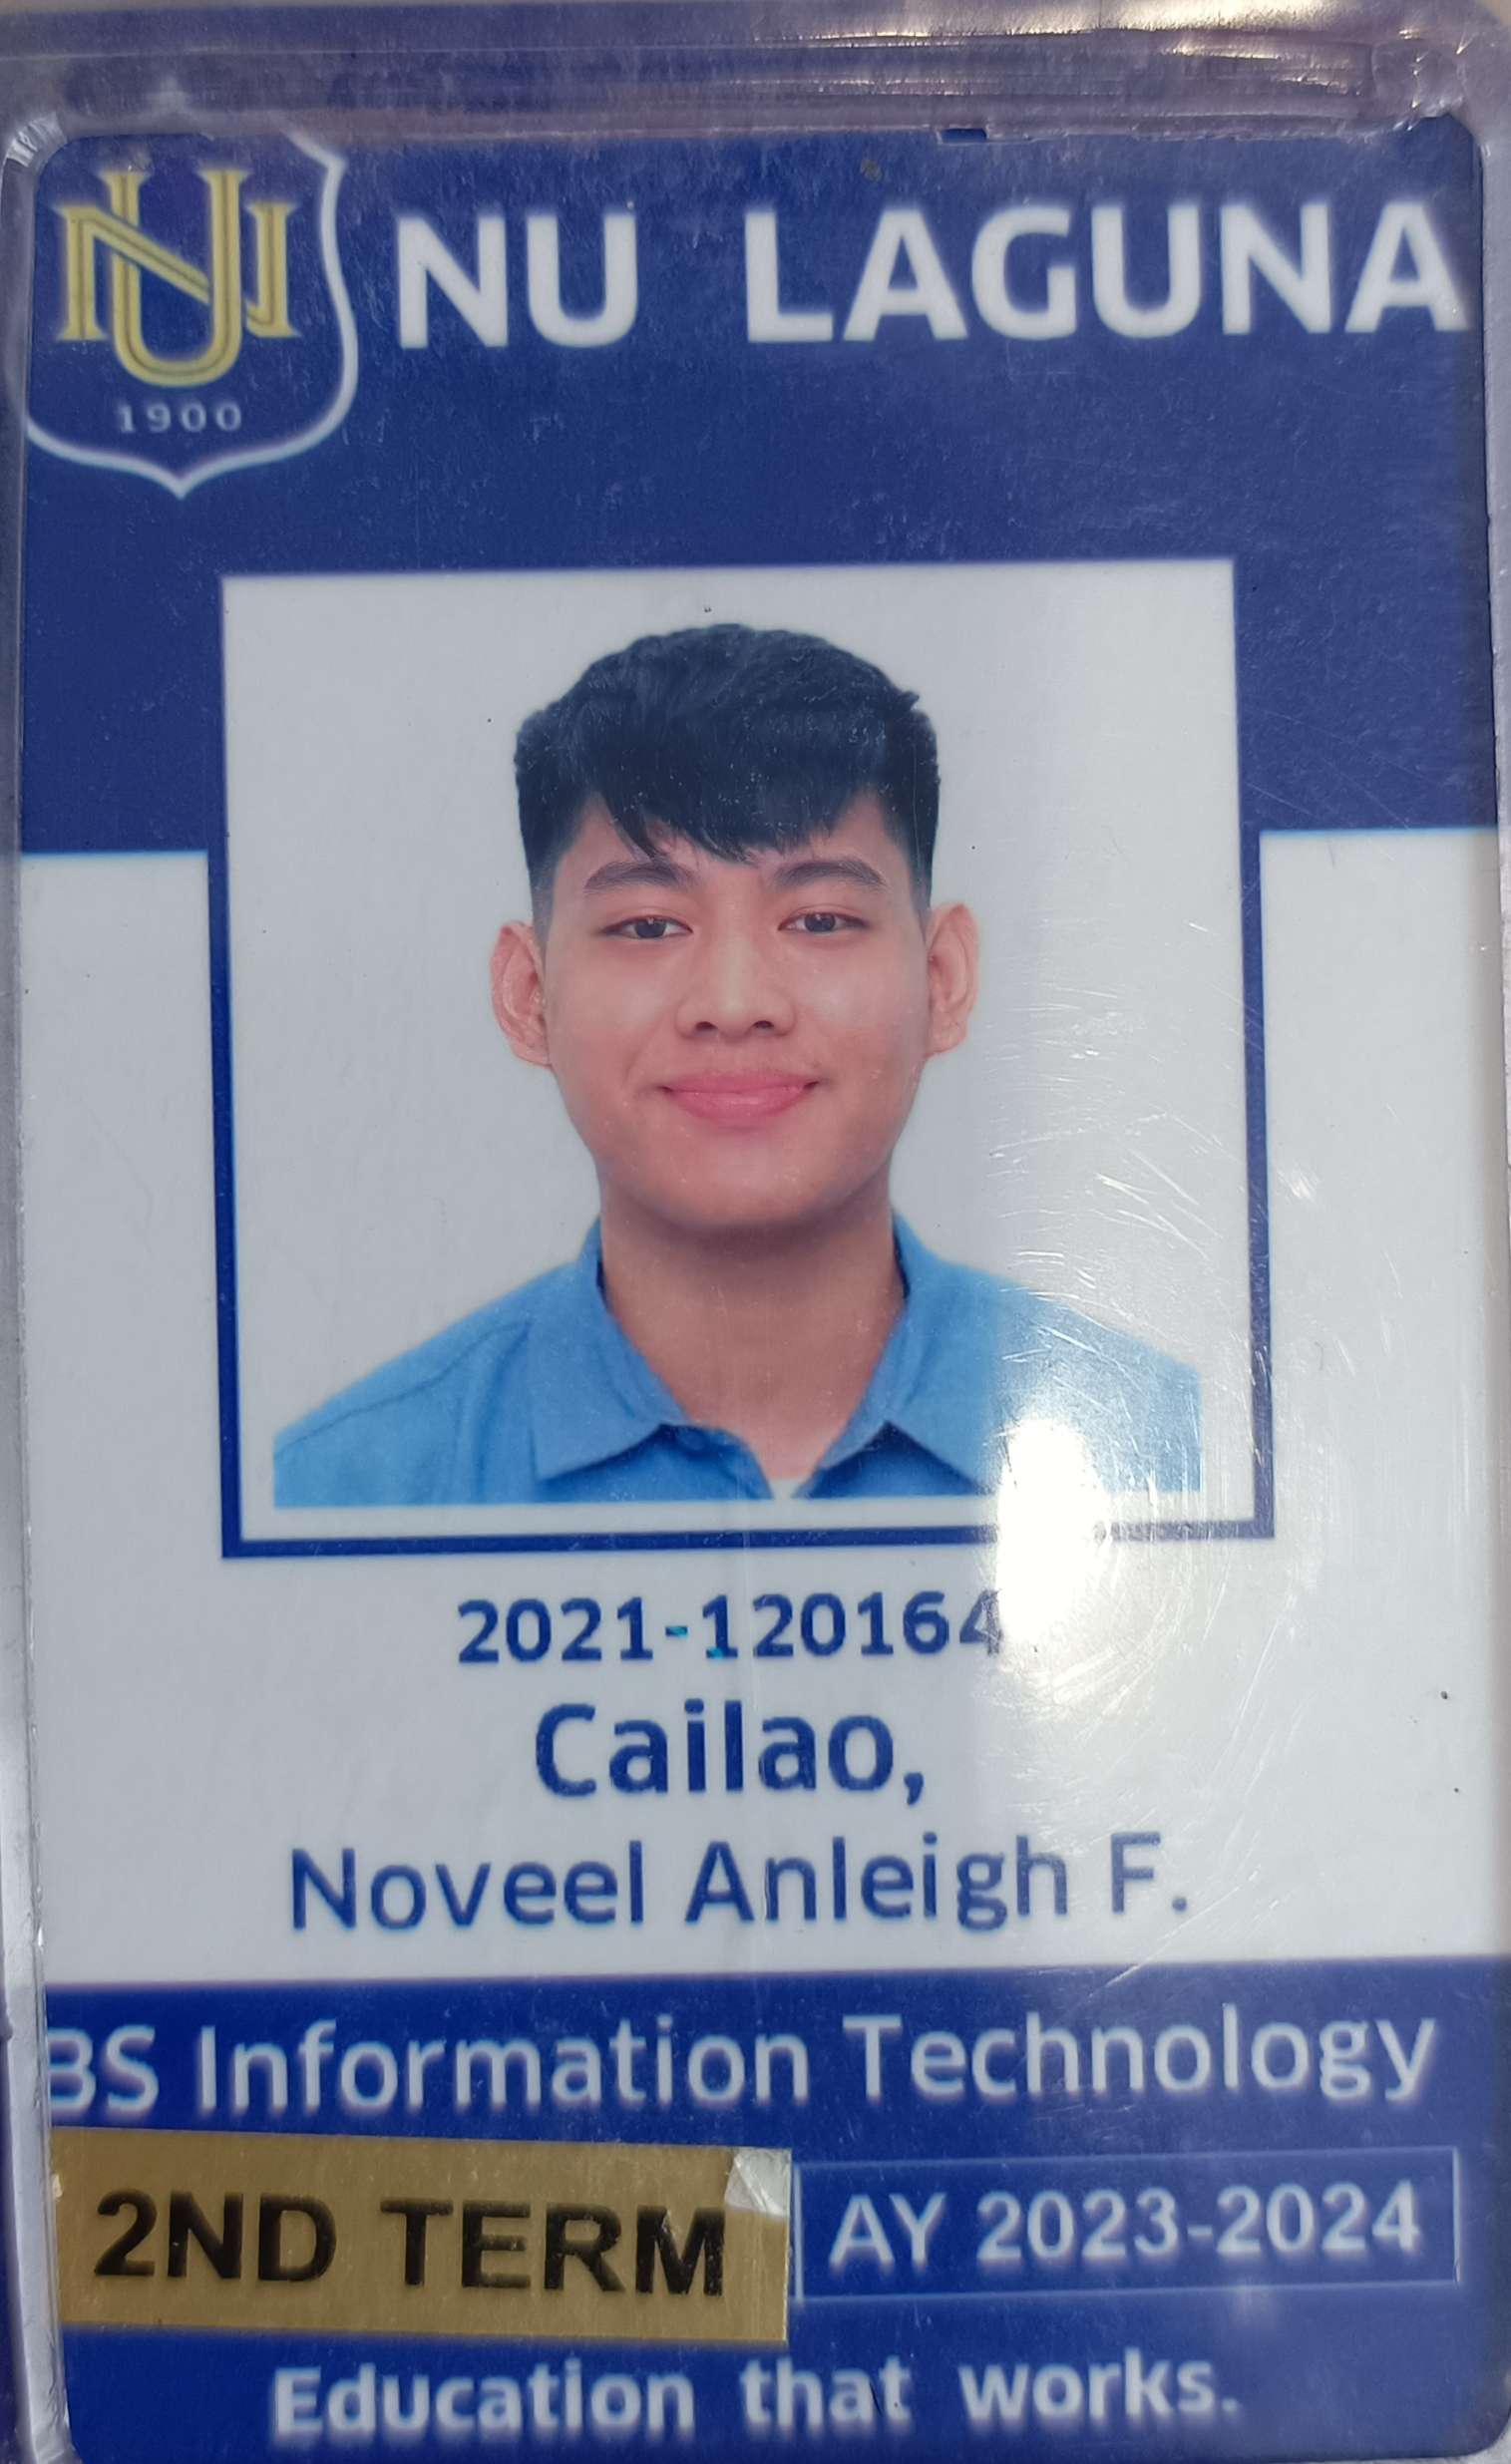 NU
1900
NU LAGUNA
2021-120164
Cailao,
Noveel Anleigh F.
BS Information Technology
2ND TERM
AY 2023-2024
Education that works.